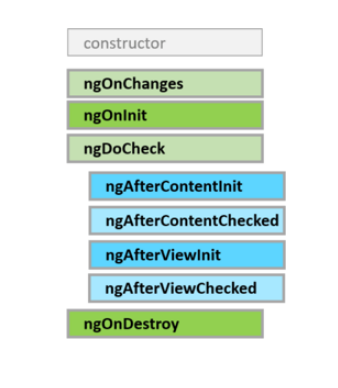 constructor
ngOnChanges
ngOnInit
ngDoCheck
ngAfterContentInit
ngAfterContentChecked
ngAfterViewInit
ngAfterViewChecked
ngOnDestroy